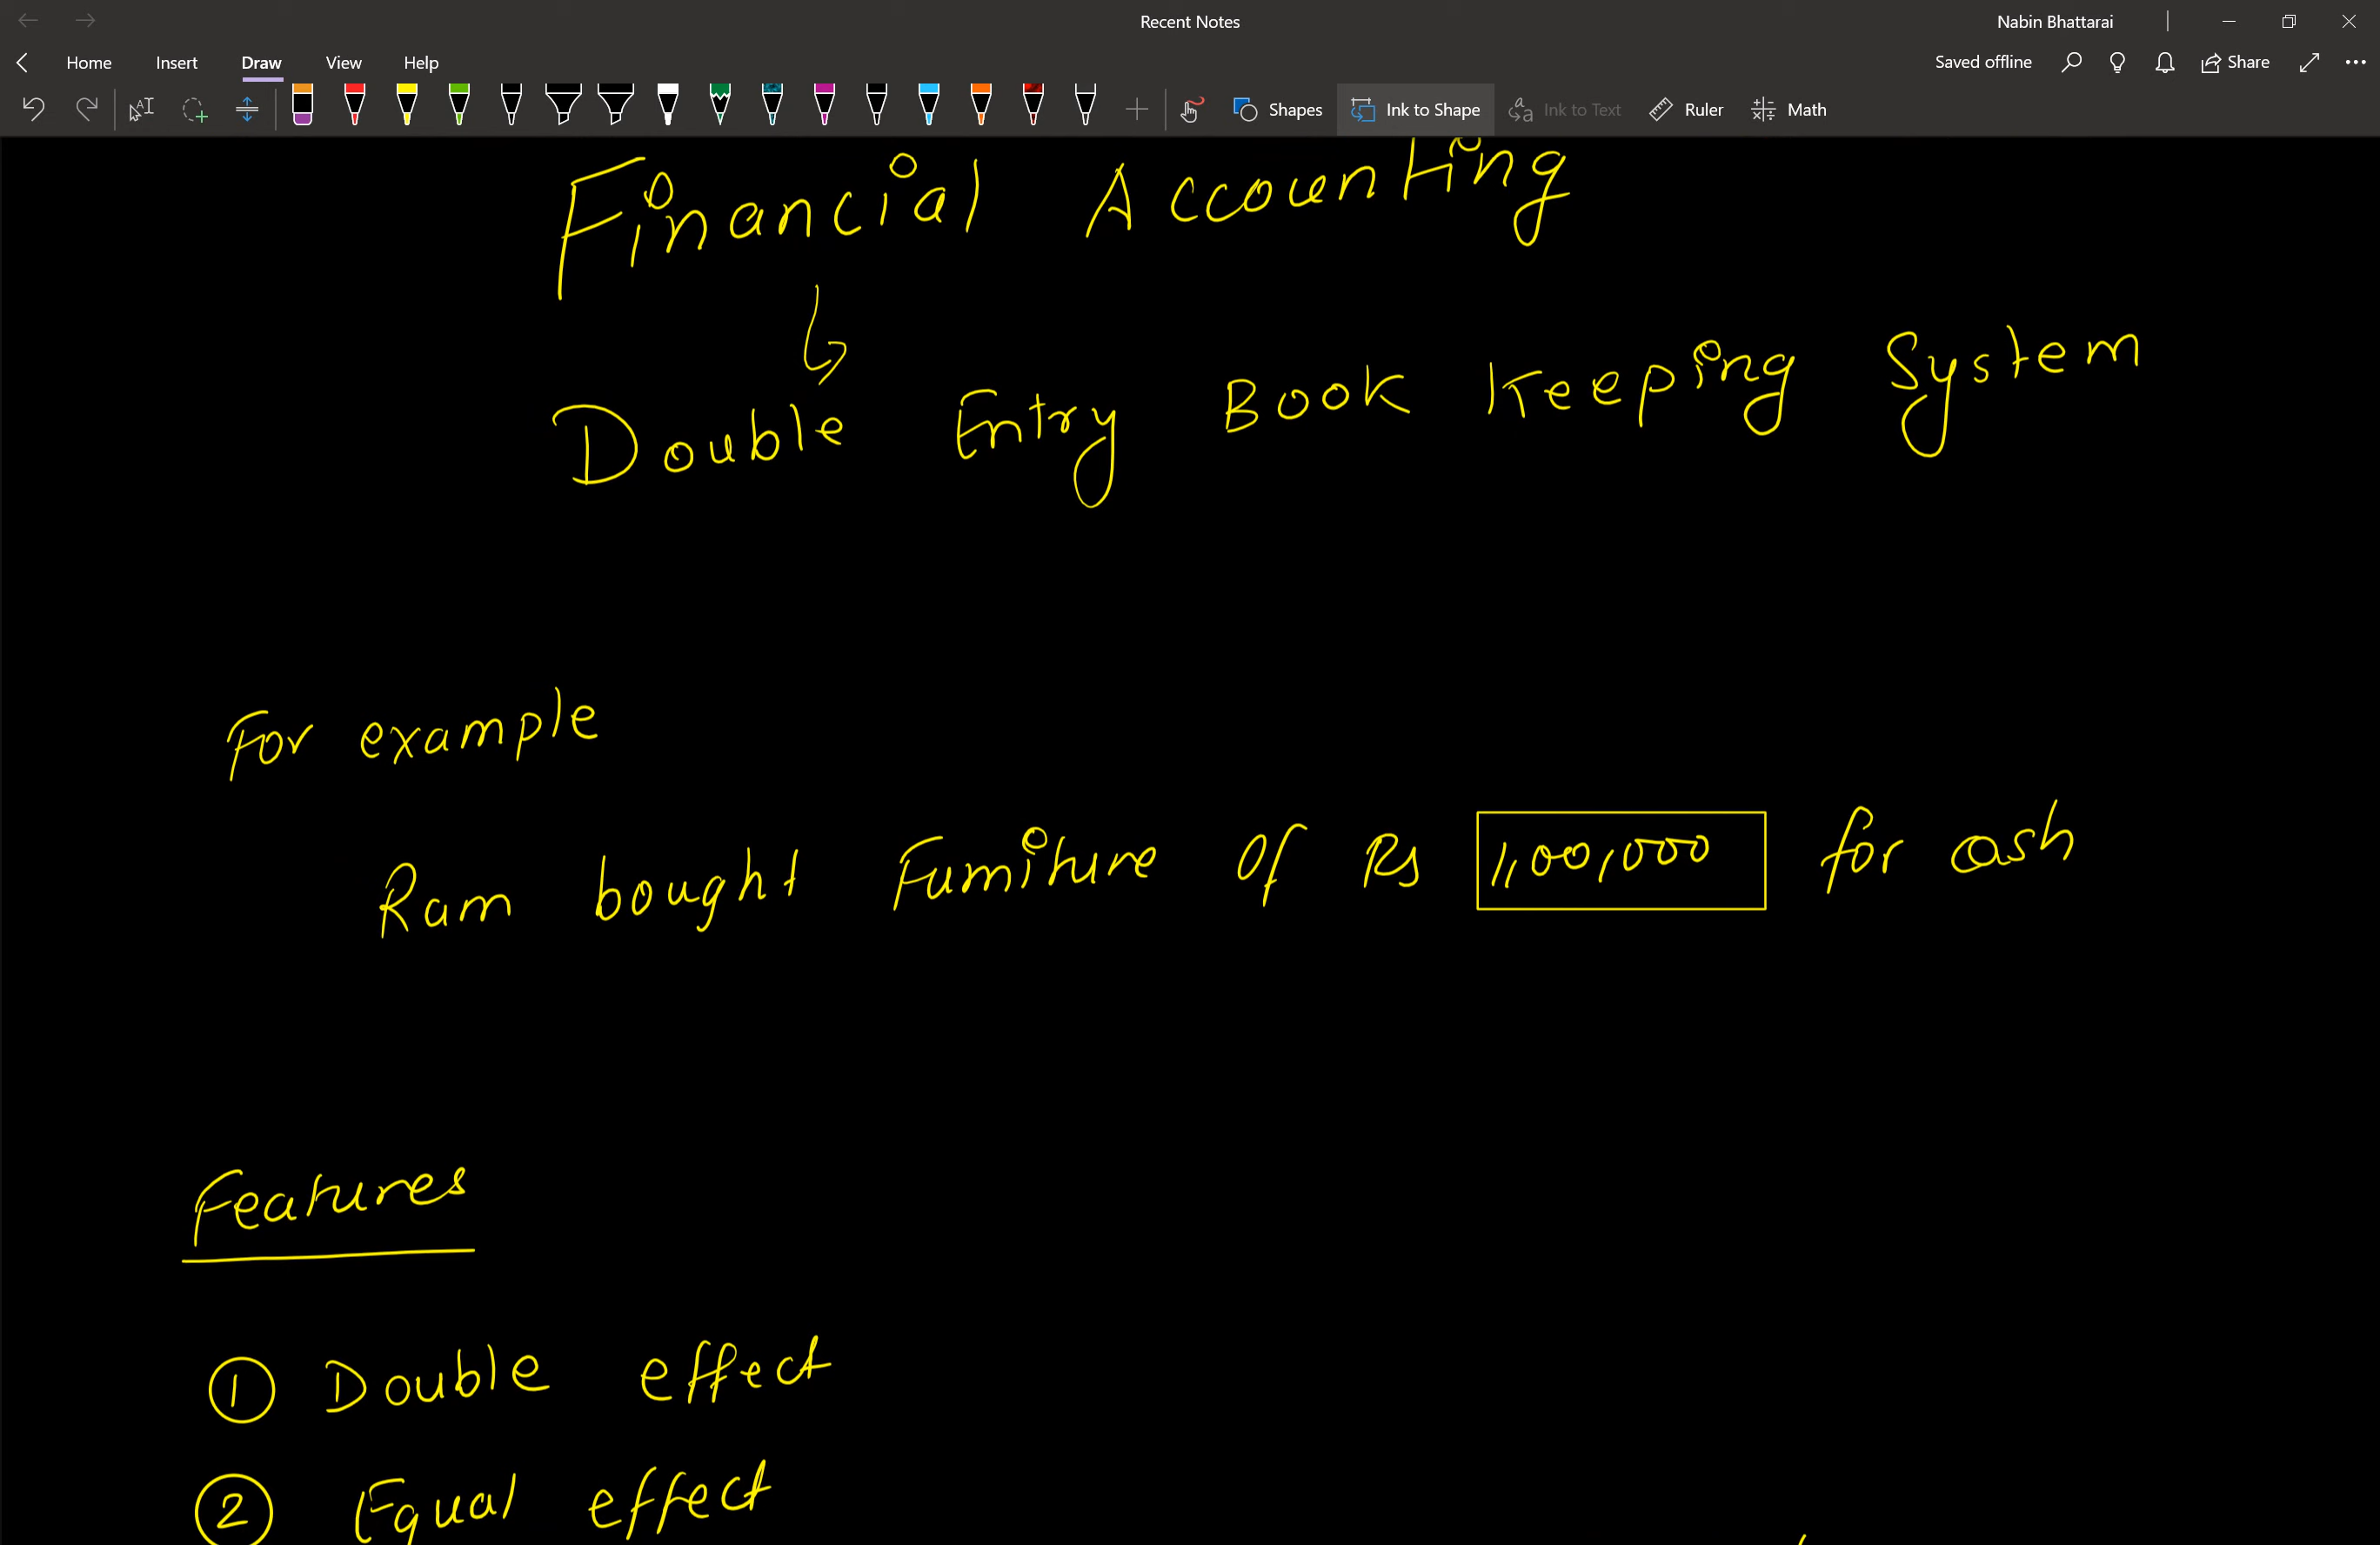 Recent Notes
Nabin Bhattarai
Home Insert Draw View Help
Saved offline Share
Shapes Ink to Shape Ink to Text Ruler Math
Financial Accounting
Double Entry Book Keeping System
For example
Ram bought Furniture of Rs 1,00,000 for cash
Features
① Double effect
② Equal effect